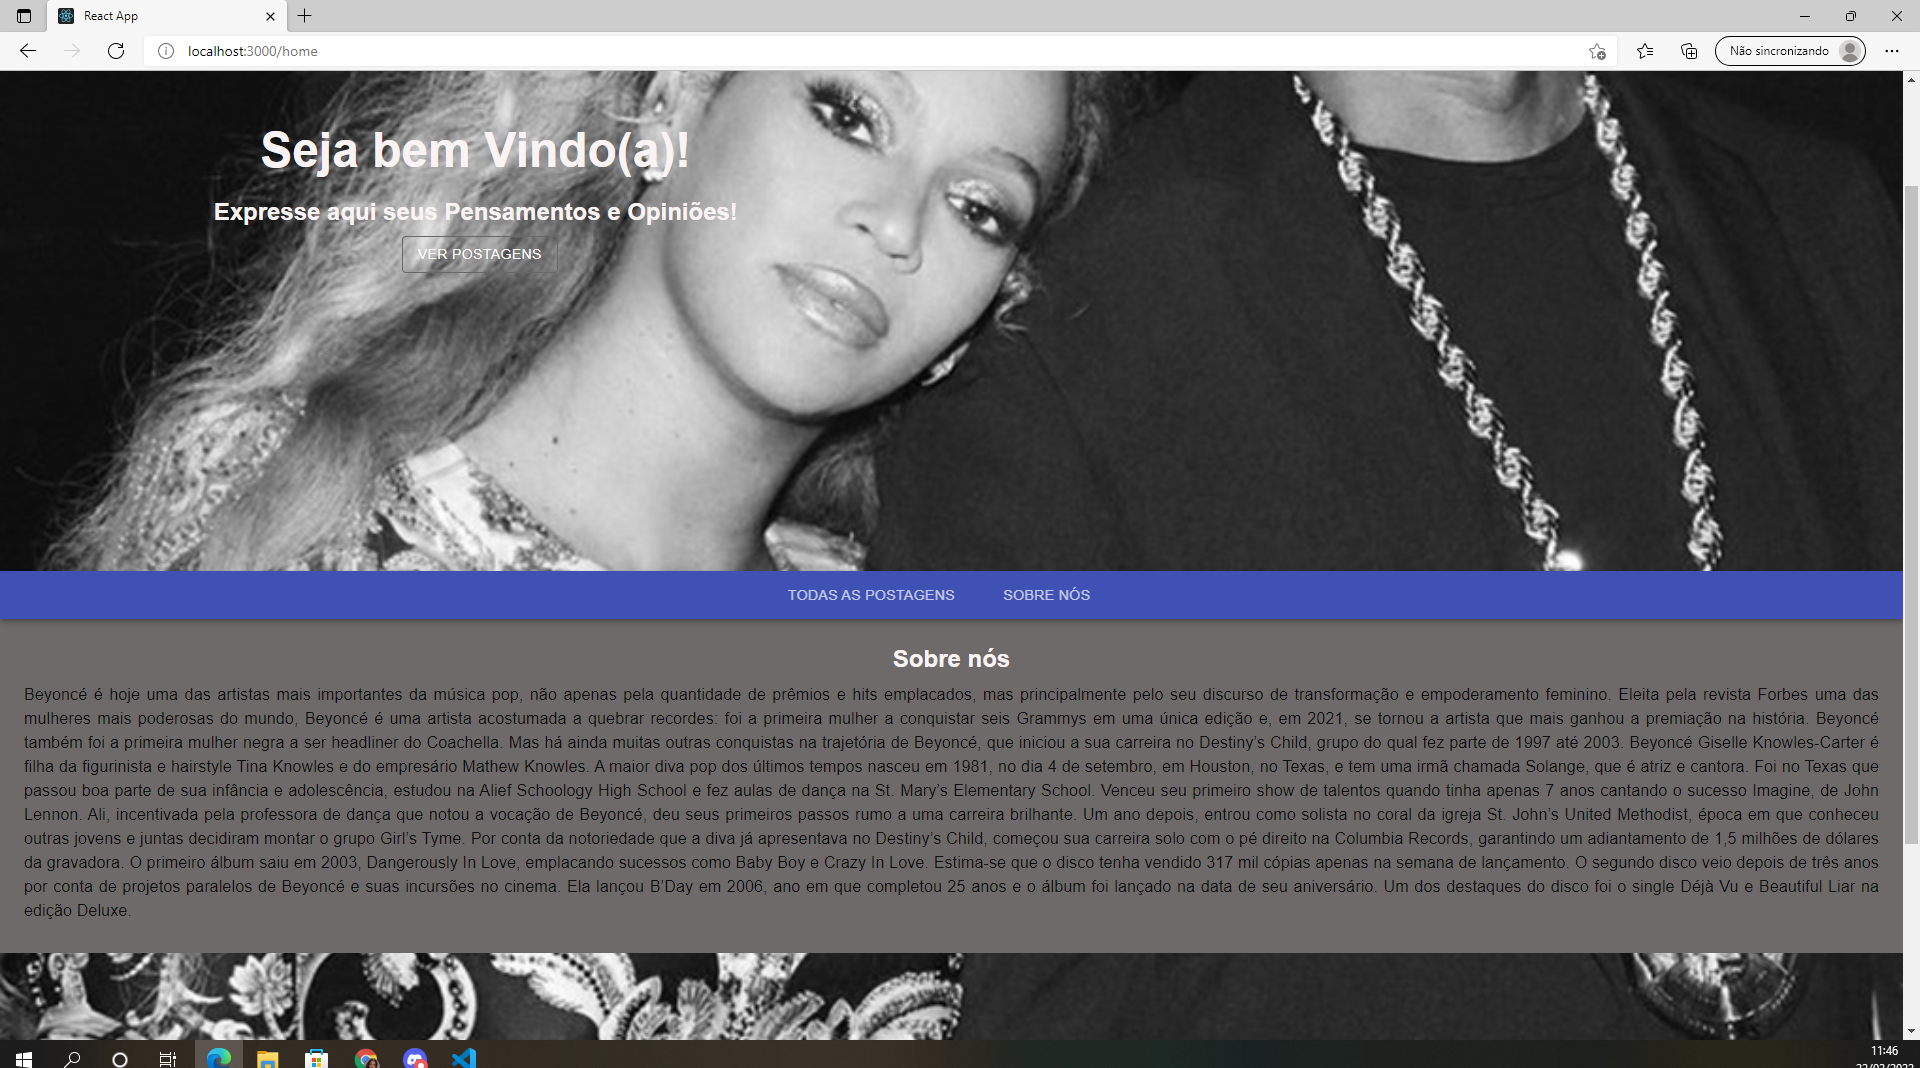 React App
localhost:3000/home
Não sincronizando
Seja bem Vindo(a)!
Expresse aqui seus Pensamentos e Opiniões!
VER POSTAGENS
TODAS AS POSTAGENS
SOBRE NÓS
Sobre nós
Beyoncé é hoje uma das artistas mais importantes da música pop, não apenas pela quantidade de prêmios e hits emplacados, mas principalmente pelo seu discurso de transformação e empoderamento feminino. Eleita pela revista Forbes uma das
mulheres mais poderosas do mundo, Beyoncé é uma artista acostumada a quebrar recordes: foi a primeira mulher a conquistar seis Grammys em uma única edição e, em 2021, se tornou a artista que mais ganhou a premiação na história. Beyoncé
também foi a primeira mulher negra a ser headliner do Coachella. Mas há ainda muitas outras conquistas na trajetória de Beyoncé, que iniciou a sua carreira no Destiny’s Child, grupo do qual fez parte de 1997 até 2003. Beyoncé Giselle Knowles-Carter é
filha da figurinista e hairstyle Tina Knowles e do empresário Mathew Knowles. A maior diva pop dos últimos tempos nasceu em 1981, no dia 4 de setembro, em Houston, no Texas, e tem uma irmã chamada Solange, que é atriz e cantora. Foi no Texas que
passou boa parte de sua infância e adolescência, estudou na Alief Schoology High School e fez aulas de dança na St. Mary’s Elementary School. Venceu seu primeiro show de talentos quando tinha apenas 7 anos cantando o sucesso Imagine, de John
Lennon. Ali, incentivada pela professora de dança que notou a vocação de Beyoncé, deu seus primeiros passos rumo a uma carreira brilhante. Um ano depois, entrou como solista no coral da igreja St. John’s United Methodist, época em que conheceu
outras jovens e juntas decidiram montar o grupo Girl’s Tyme. Por conta da notoriedade que a diva já apresentava no Destiny’s Child, começou sua carreira solo com o pé direito na Columbia Records, garantindo um adiantamento de 1,5 milhões de dólares
da gravadora. O primeiro álbum saiu em 2003, Dangerously In Love, emplacando sucessos como Baby Boy e Crazy In Love. Estima-se que o disco tenha vendido 317 mil cópias apenas na semana de lançamento. O segundo disco veio depois de três anos
por conta de projetos paralelos de Beyoncé e suas incursões no cinema. Ela lançou B’Day em 2006, ano em que completou 25 anos e o álbum foi lançado na data de seu aniversário. Um dos destaques do disco foi o single Déjà Vu e Beautiful Liar na
edição Deluxe.
11:46